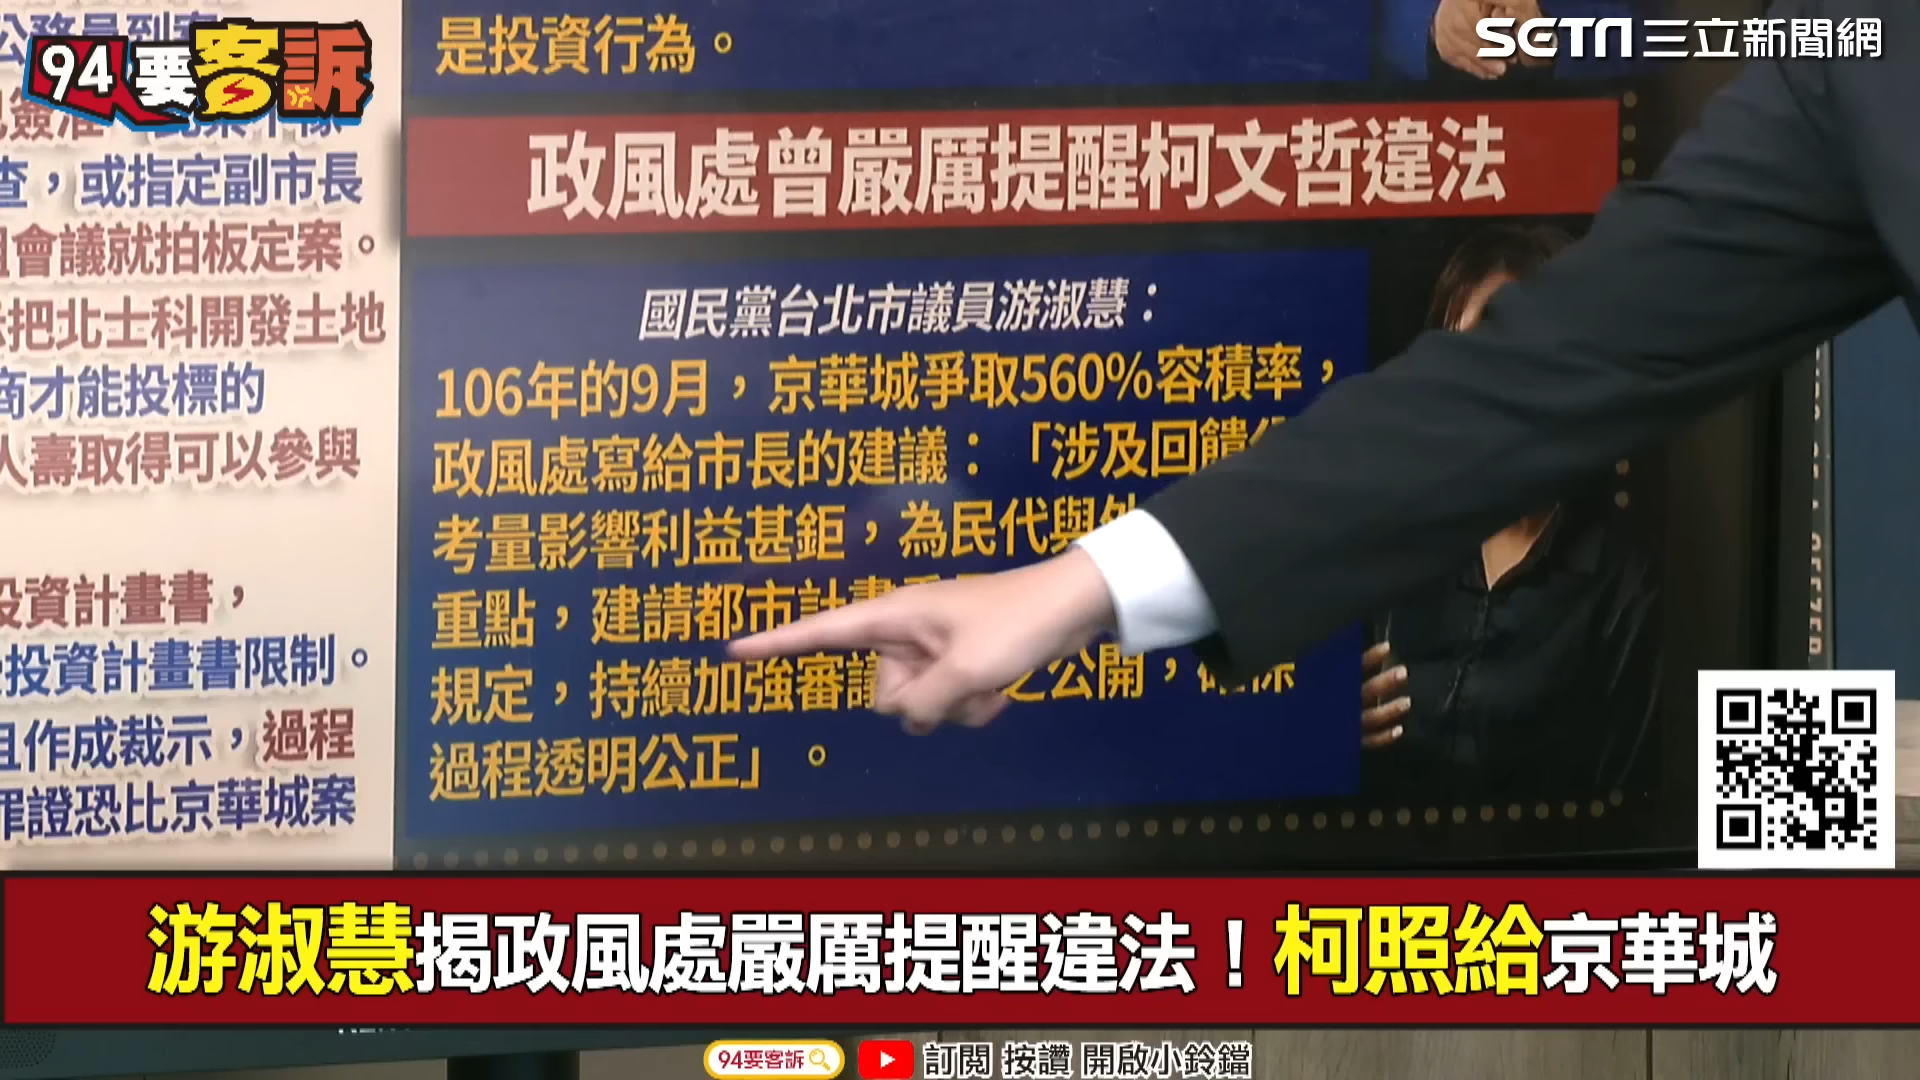 94要客訴
SETN三立新聞網
是投資行為。
查，或指定副市長
會議就拍板定案。
把北士科開發土地
商才能投標的
人壽取得可以參與
投資計畫書，
投資計畫書限制。
且作成裁示，過程
罪證恐比京華城案
政風處曾嚴厲提醒柯文哲違法
國民黨台北市議員游淑慧：
106年的9月，京華城爭取560%容積率，
政風處寫給市長的建議：「涉及回饋
考量影響利益甚鉅，為民代與外
重點，建請都市計畫
規定，持續加強審議 之公開，確保
過程透明公正」。
游淑慧揭政風處嚴厲提醒違法！柯照給京華城
94要客訴
訂閱 按讚 開啟小鈴鐺